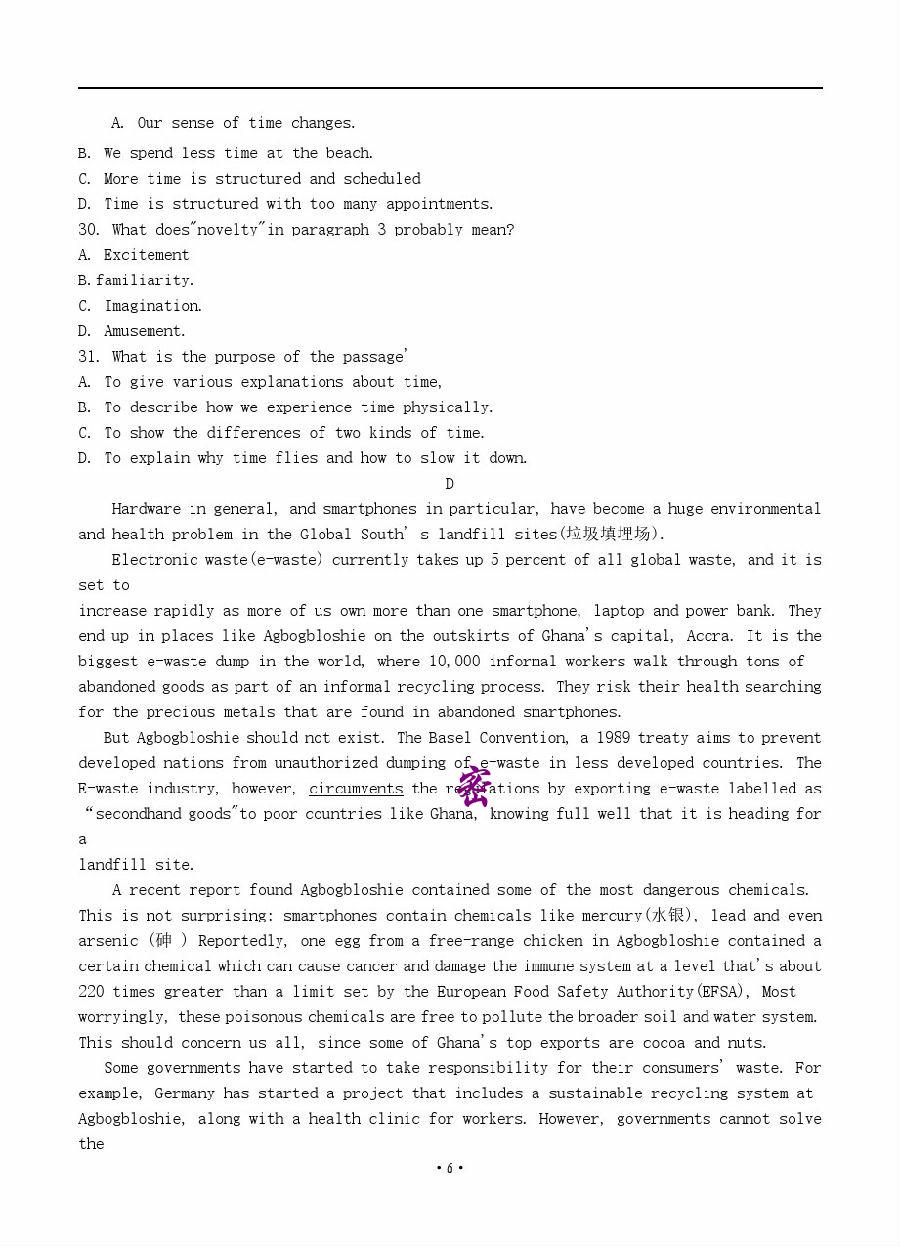 A. Our sense of time changes.
B. We spend less time at the beach.
C. More time is structured and scheduled
D. Time is structured with too many appointments.
30. What does"novelty"in paragraph 3 probably mean?
A. Excitement
B.familiarity.
C. Imagination.
D. Amusement.
31. What is the purpose of the passage'
A. To give various explanations about time,
B. To describe how we experience time physically.
C. To show the differences of two kinds of time.
D. To explain why time flies and how to slow it down.
D
Hardware in general, and smartphones in particular, have become a huge environmental
and health problem in the Global South's landfill sites(垃圾填埋场).
Electronic waste(e-waste) currently takes up 5 percent of all global waste, and it is
set to
increase rapidly as more of us own more than one smartphone, laptop and power bank. They
end up in places like Agbogbloshie on the outskirts of Ghana's capital, Accra. It is the
biggest e-waste dump in the world, where 10,000 informal workers walk through tons of
abandoned goods as part of an informal recycling process. They risk their health searching
for the precious metals that are found in abandoned smartphones.
But Agbogbloshie should not exist. The Basel Convention, a 1989 treaty aims to prevent
developed nations from unauthorized dumping of e-waste in less developed countries. The
E-waste industry, however, circumvents the regulations by exporting e-waste labelled as
“secondhand goods"to poor countries like Ghana, knowing full well that it is heading for
a
landfill site.
A recent report found Agbogbloshie contained some of the most dangerous chemicals.
This is not surprising: smartphones contain chemicals like mercury(水银), lead and even
arsenic (砷 ) Reportedly, one egg from a free-range chicken in Agbogbloshie contained a
certain chemical which can cause cancer and damage the immune system at a level that's about
220 times greater than a limit set by the European Food Safety Authority(EFSA), Most
worryingly, these poisonous chemicals are free to pollute the broader soil and water system.
This should concern us all, since some of Ghana's top exports are cocoa and nuts.
Some governments have started to take responsibility for their consumers' waste. For
example, Germany has started a project that includes a sustainable recycling system at
Agbogbloshie, along with a health clinic for workers. However, governments cannot solve
the
密
·6·